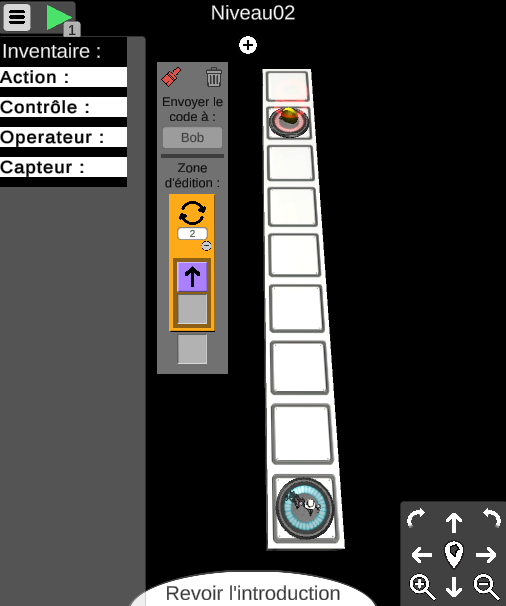 Niveau02
1
Inventaire :
Action :
Contrôle :
Operateur :
Capteur :
Envoyer le
code à :
Bob
Zone
d'édition :
2
Revoir l'introduction